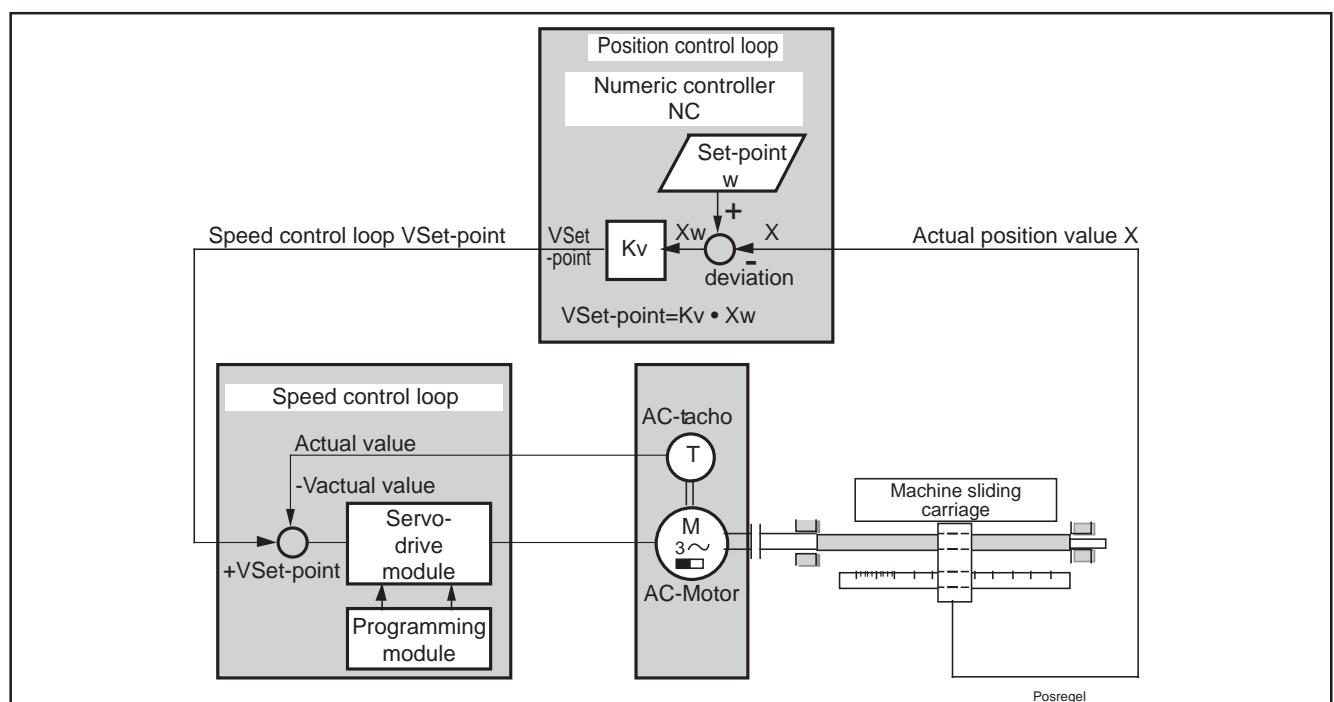 Position control loop
Numeric controller
NC
Set-point
w
+
Speed control loop VSet-point
VSet
-point
Kv
Xw
X
-
Actual position value X
deviation
VSet-point=Kv • Xw
Speed control loop
AC-tacho
T
Actual value
-Vactual value
Servo-
drive
module
+VSet-point
Programming
module
M
3~
AC-Motor
Machine sliding
carriage
Posregel